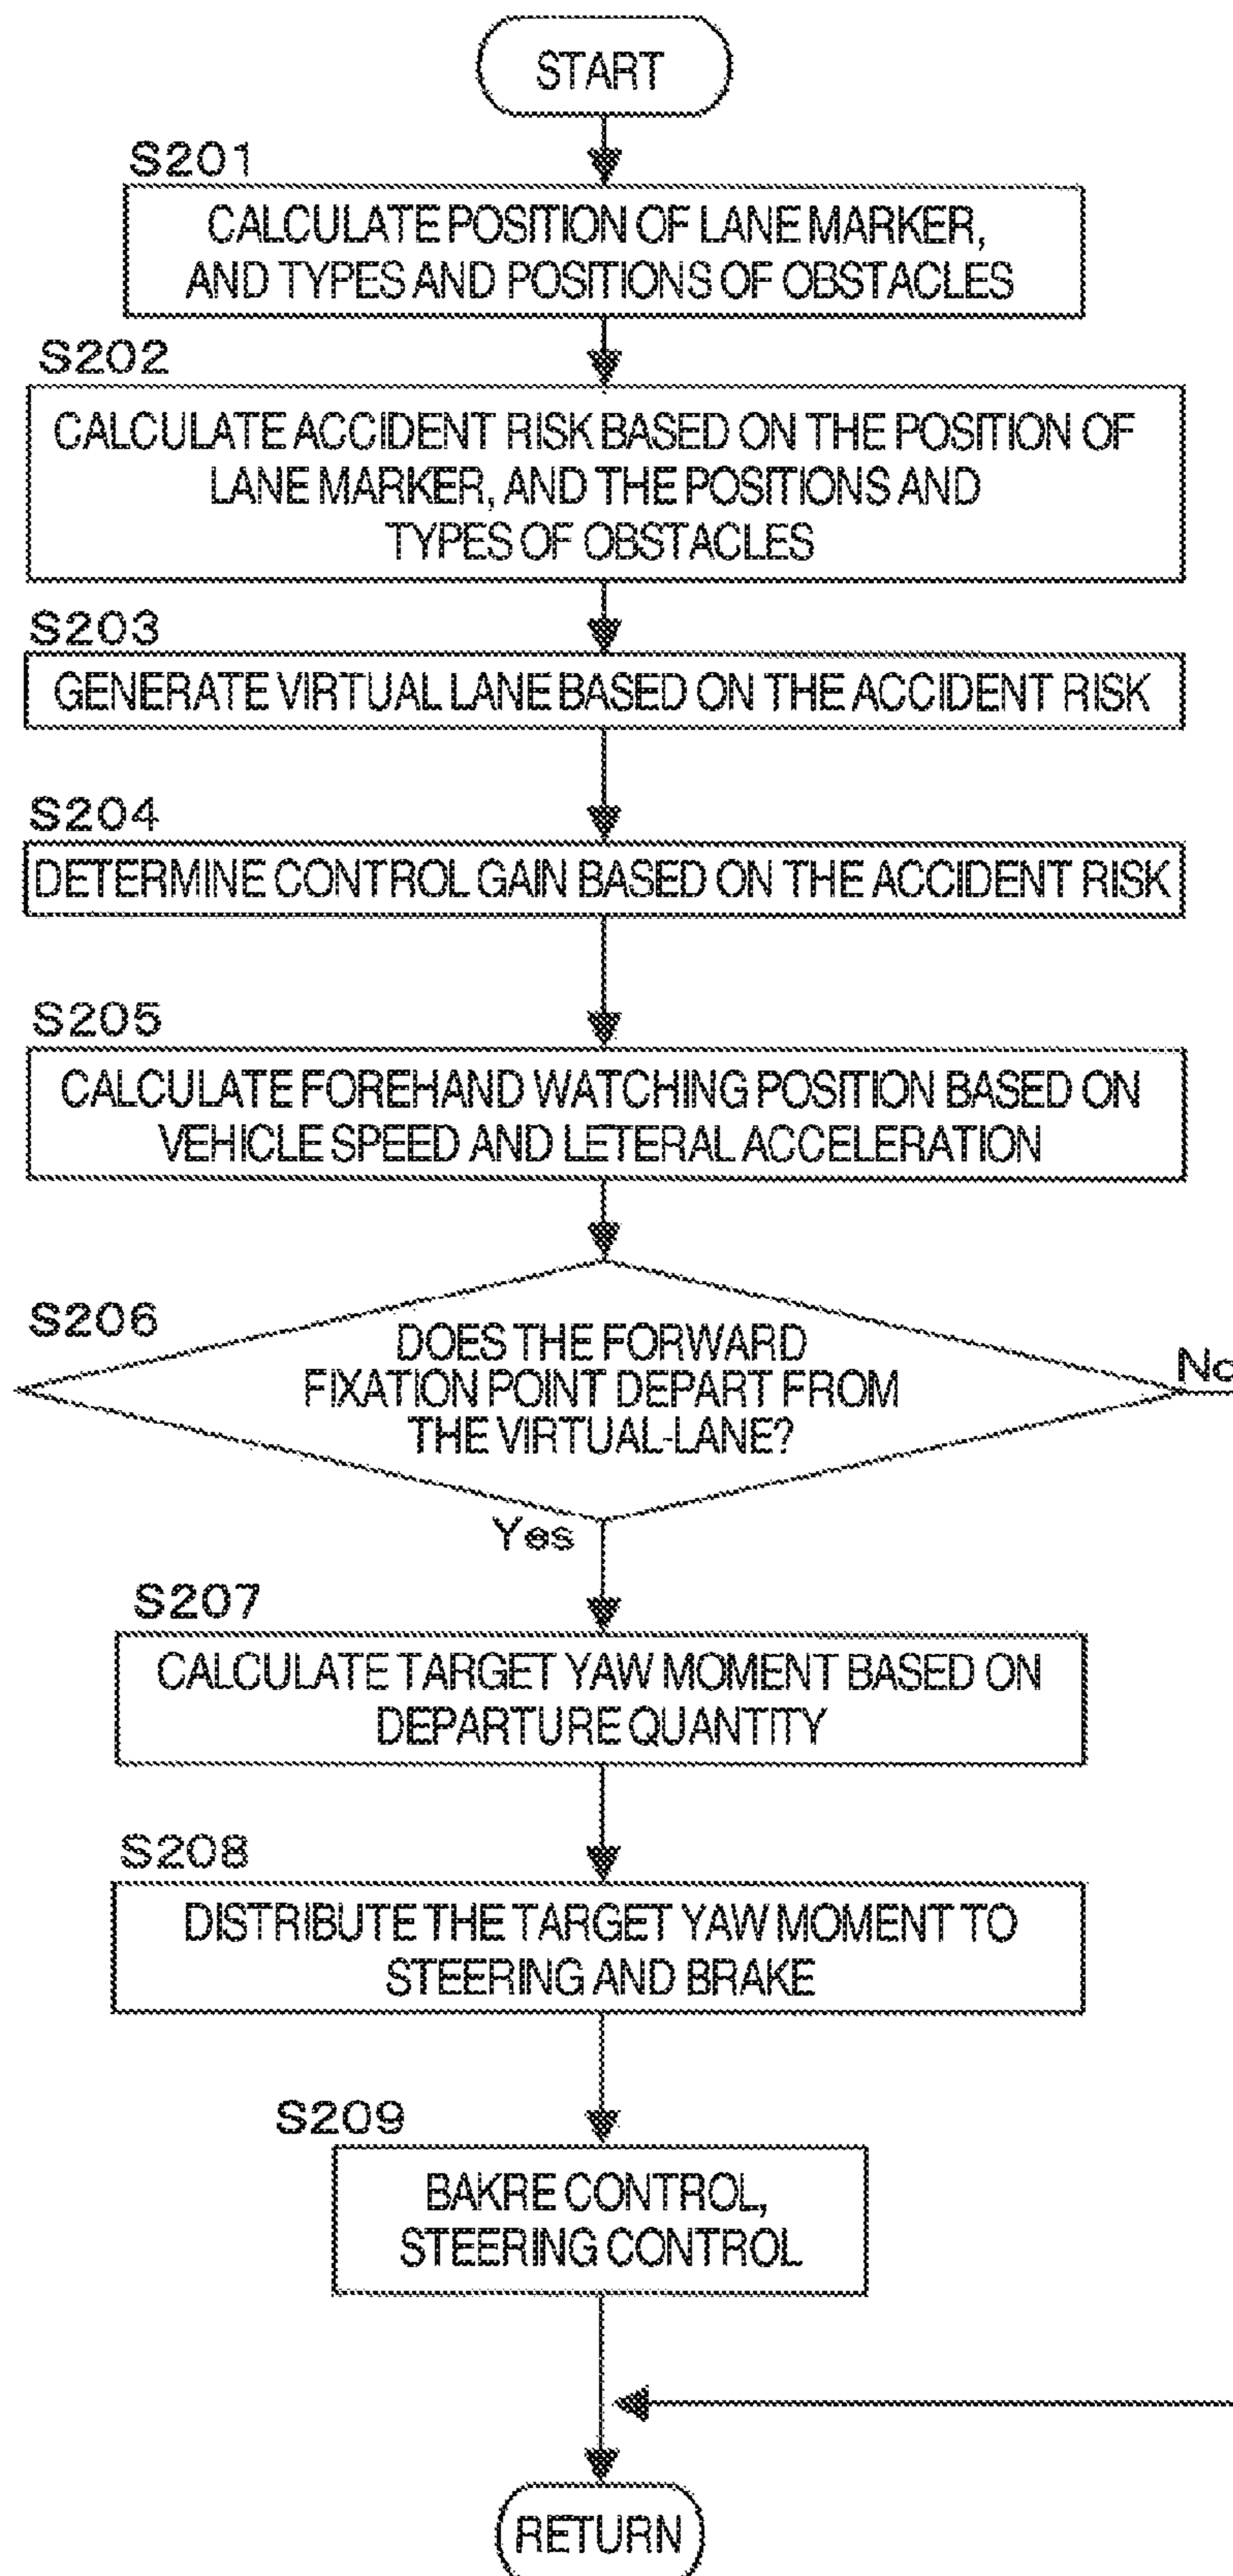 START
S201
CALCULATE POSITION OF LANE MARKER,
AND TYPES AND POSITIONS OF OBSTACLES
S202
CALCULATE ACCIDENT RISK BASED ON THE POSITION OF
LANE MARKER, AND THE POSITIONS AND
TYPES OF OBSTACLES
S203
GENERATE VIRTUAL LANE BASED ON THE ACCIDENT RISK
S204
DETERMINE CONTROL GAIN BASED ON THE ACCIDENT RISK
S205
CALCULATE FOREHAND WATCHING POSITION BASED ON
VEHICLE SPEED AND LETERAL ACCELERATION
S206
DOES THE FORWARD
FIXATION POINT DEPART FROM
THE VIRTUAL-LANE?
No
Yes
S207
CALCULATE TARGET YAW MOMENT BASED ON
DEPARTURE QUANTITY
S208
DISTRIBUTE THE TARGET YAW MOMENT TO
STEERING AND BRAKE
S209
BAKRE CONTROL,
STEERING CONTROL
RETURN